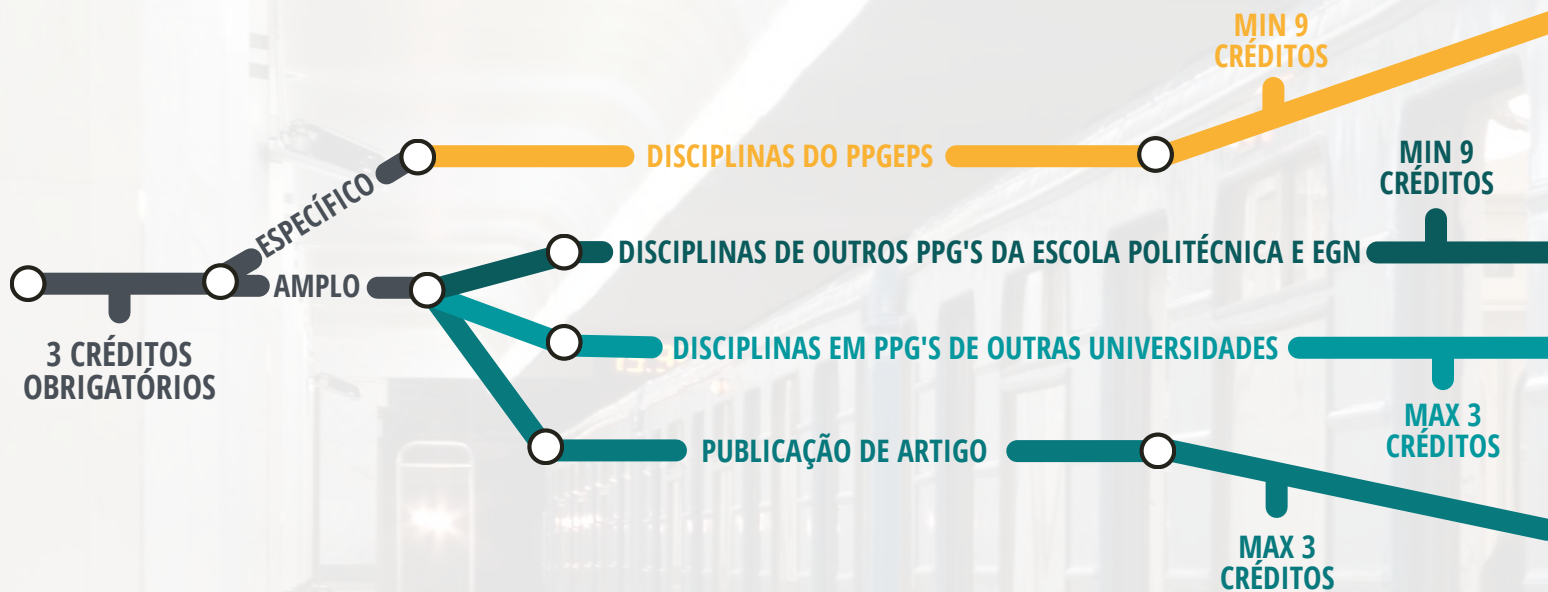 MIN 9
CRÉDITOS
DISCIPLINAS DO PPGEPS
MIN 9
CRÉDITOS
ESPECÍFICO
DISCIPLINAS DE OUTROS PPG'S DA ESCOLA POLITÉCNICA E EGN
AMPLO
3 CRÉDITOS
OBRIGATÓRIOS
DISCIPLINAS EM PPG'S DE OUTRAS UNIVERSIDADES
MAX 3
CRÉDITOS
PUBLICAÇÃO DE ARTIGO
MAX 3
CRÉDITOS